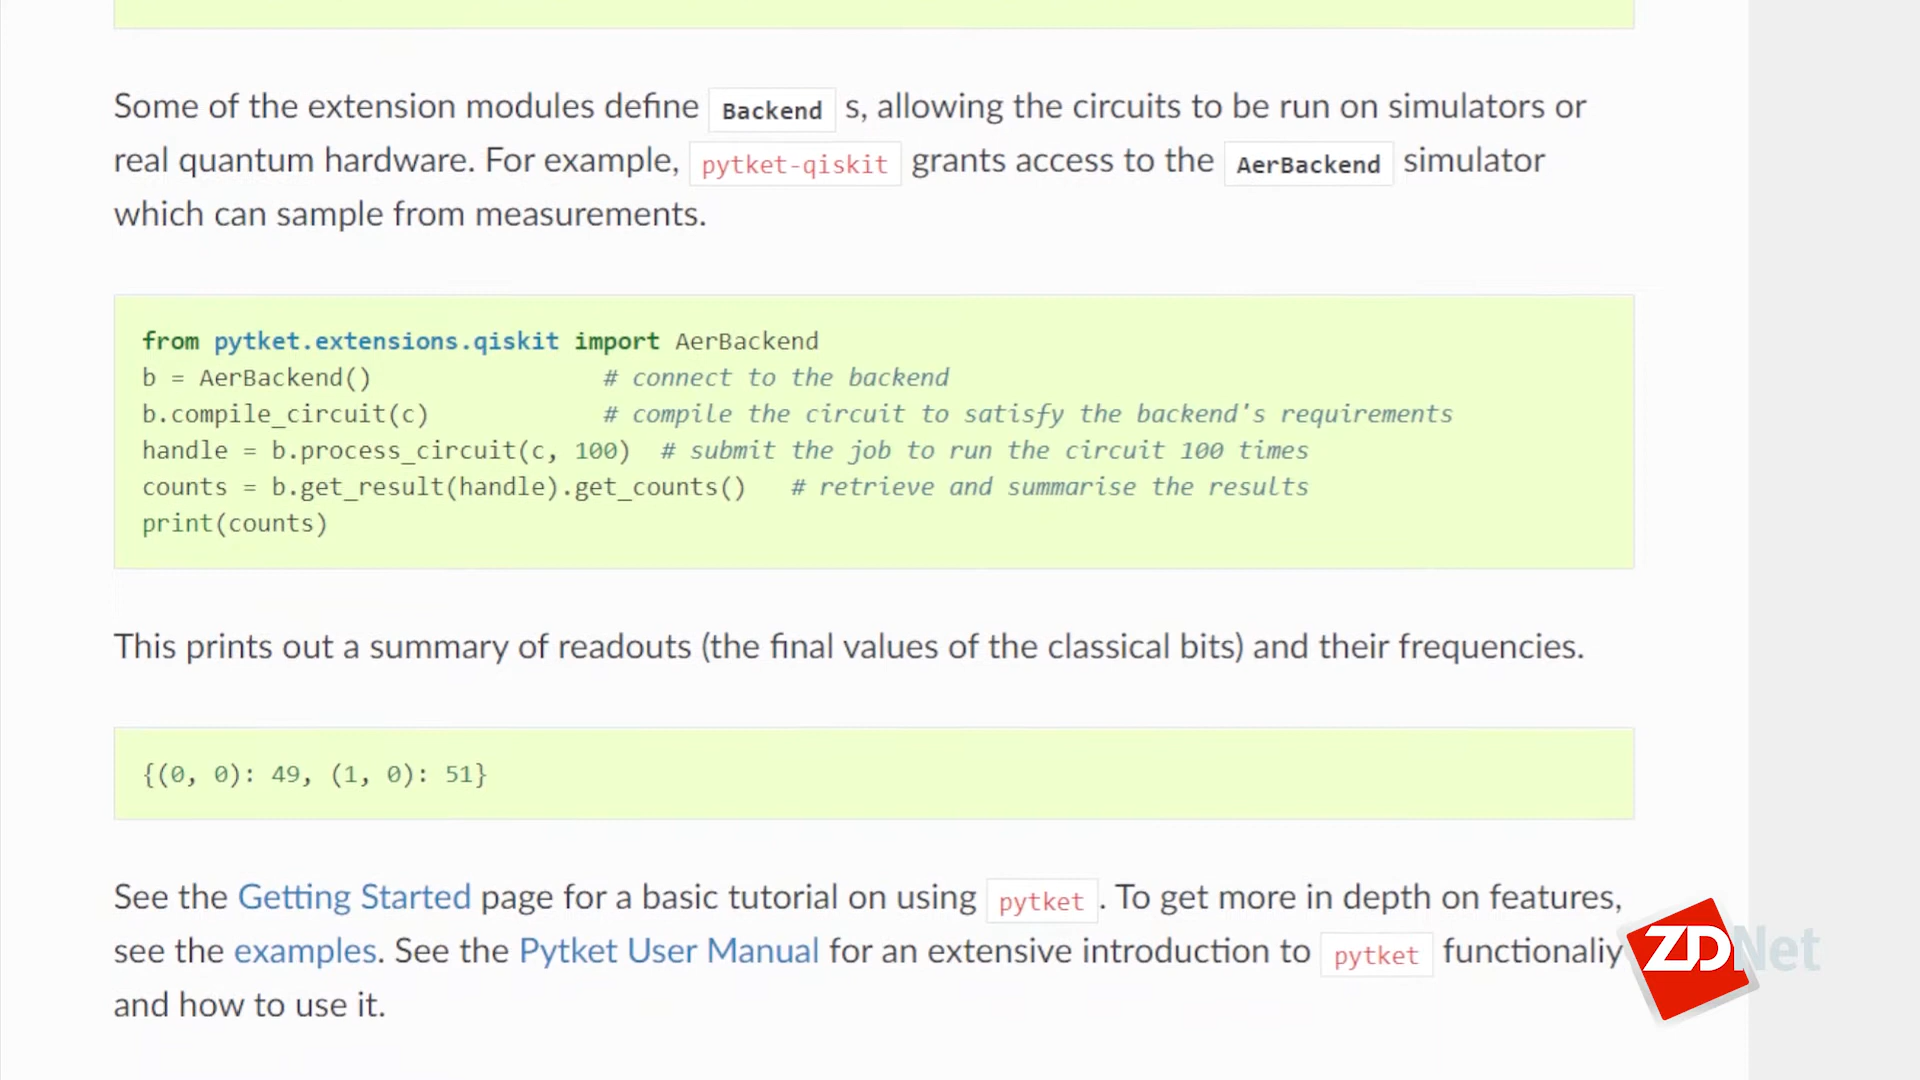 Some of the extension modules define Backend s, allowing the circuits to be run on simulators or
real quantum hardware. For example, pytket-qiskit grants access to the AerBackend simulator
which can sample from measurements.
from pytket.extensions.qiskit import AerBackend
b = AerBackend()                # connect to the backend
b.compile_circuit(c)            # compile the circuit to satisfy the backend's requirements
handle = b.process_circuit(c, 100)  # submit the job to run the circuit 100 times
counts = b.get_result(handle).get_counts()   # retrieve and summarise the results
print(counts)
This prints out a summary of readouts (the final values of the classical bits) and their frequencies.
{(0, 0): 49, (1, 0): 51}
See the Getting Started page for a basic tutorial on using pytket. To get more in depth on features,
see the examples. See the Pytket User Manual for an extensive introduction to pytket functionaliy
and how to use it.
ZDNet